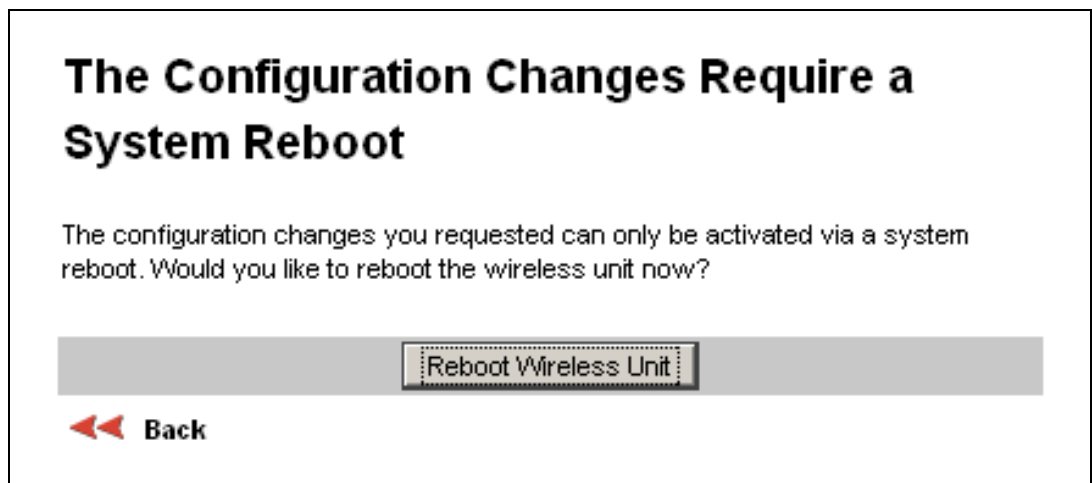 The Configuration Changes Require a
System Reboot
The configuration changes you requested can only be activated via a system
reboot. Would you like to reboot the wireless unit now?
Reboot Wireless Unit
Back